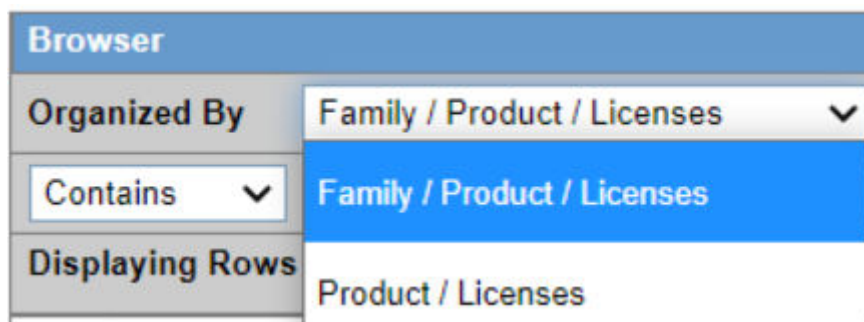 Browser
Organized By Family / Product / Licenses
Contains Family / Product / Licenses
Displaying Rows
Product / Licenses